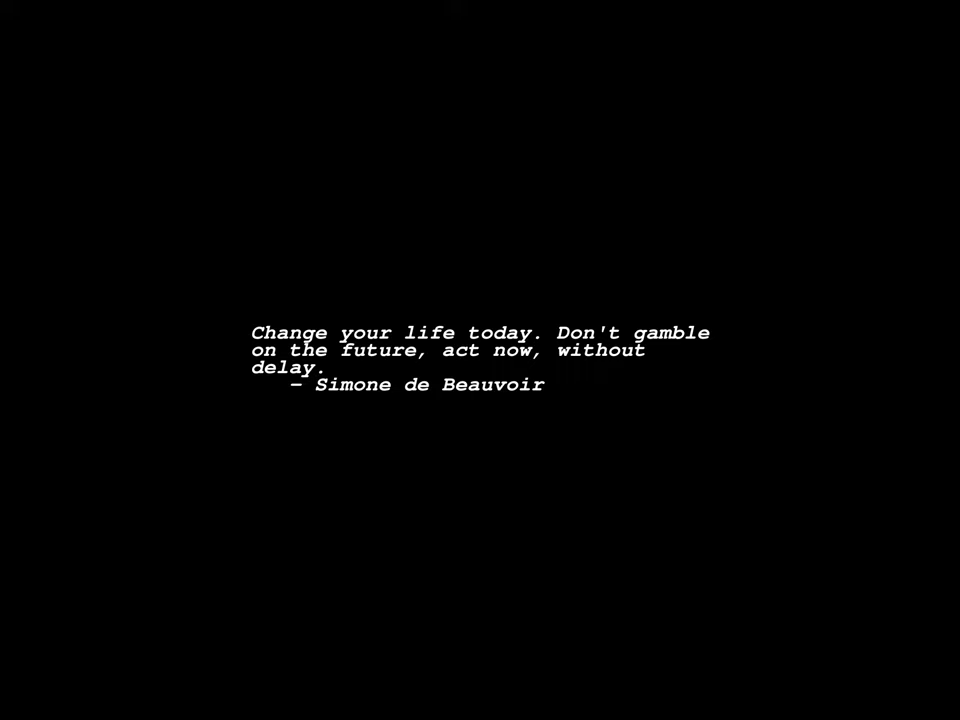 Change your life today. Don't gamble
on the future, act now, without
delay.
– Simone de Beauvoir